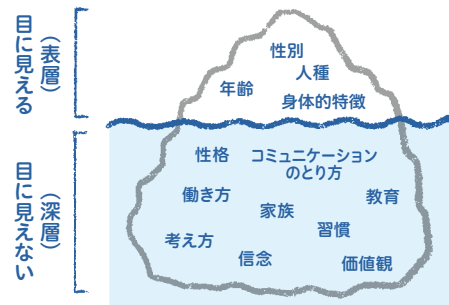 目に見える
（表層）
性別
人種
年齢
身体的特徴
目に見えない
（深層）
性格
コミュニケーション
のとり方
働き方
教育
家族
習慣
考え方
信念
価値観